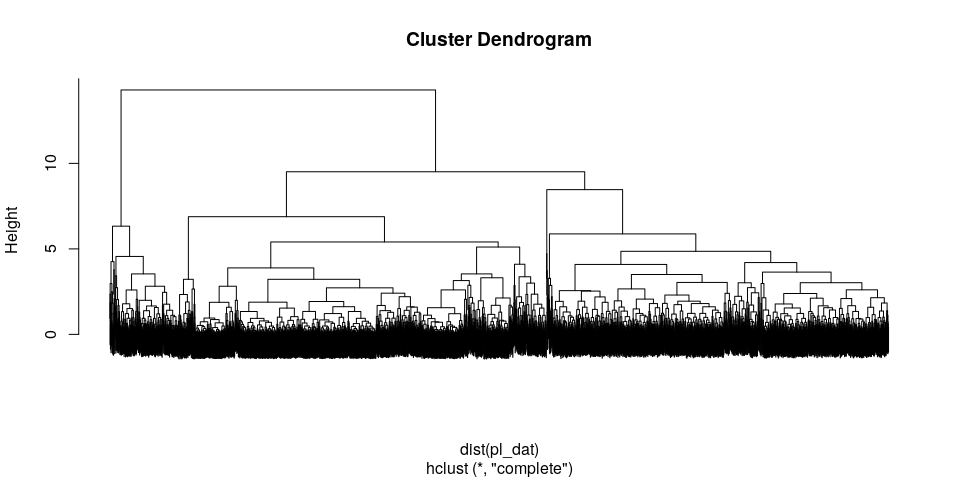 Cluster Dendrogram
Height
10
5
0
dist(pl_dat)
hclust (*, "complete")